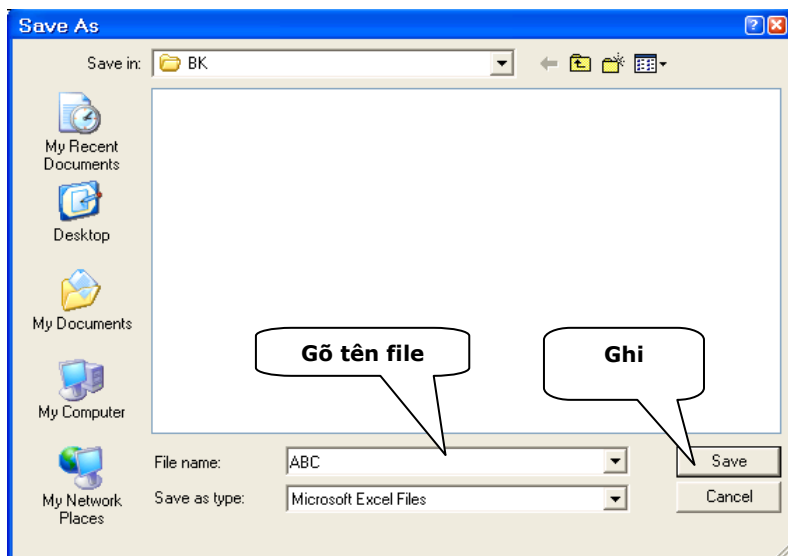 Save As
Save in:
BK
My Recent
Documents
Desktop
My Documents
My Computer
My Network
Places
Gõ tên file
Ghi
File name:
ABC
Save
Save as type:
Microsoft Excel Files
Cancel